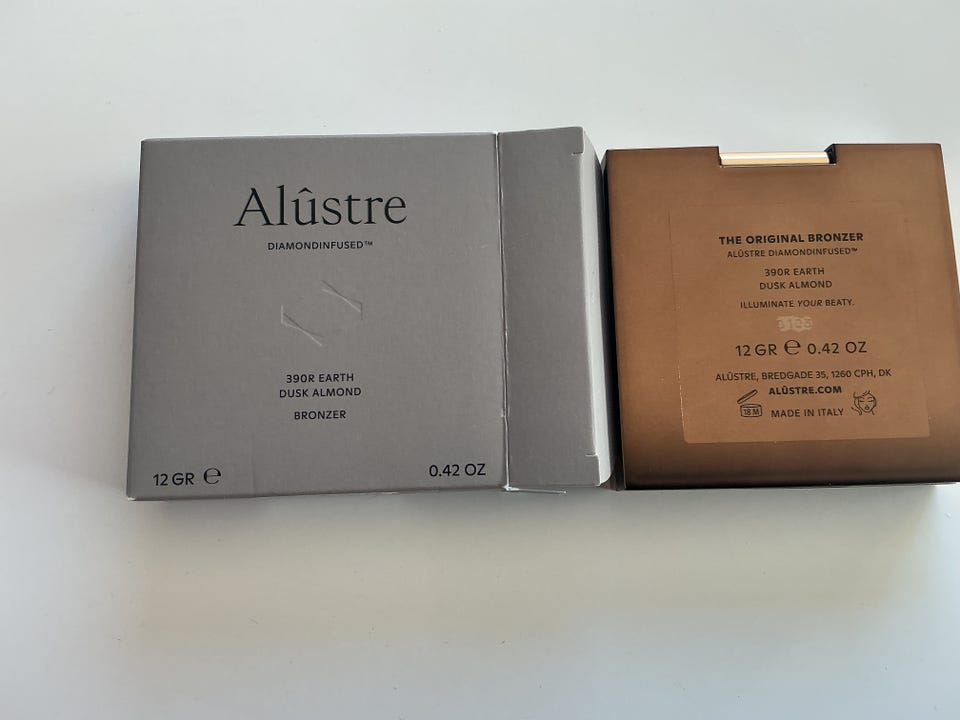 Alûstre
DIAMONDINFUSED™
390R EARTH
DUSK ALMOND
BRONZER
12 GR ℮
0.42 OZ
THE ORIGINAL BRONZER
ALÛSTRE DIAMONDINFUSED™
390R EARTH
DUSK ALMOND
ILLUMINATE YOUR BEATY.
12 GR ℮ 0.42 OZ
ALÛSTRE, BREDGADE 35, 1260 CPH, DK
ALÛSTRE.COM
18 M MADE IN ITALY